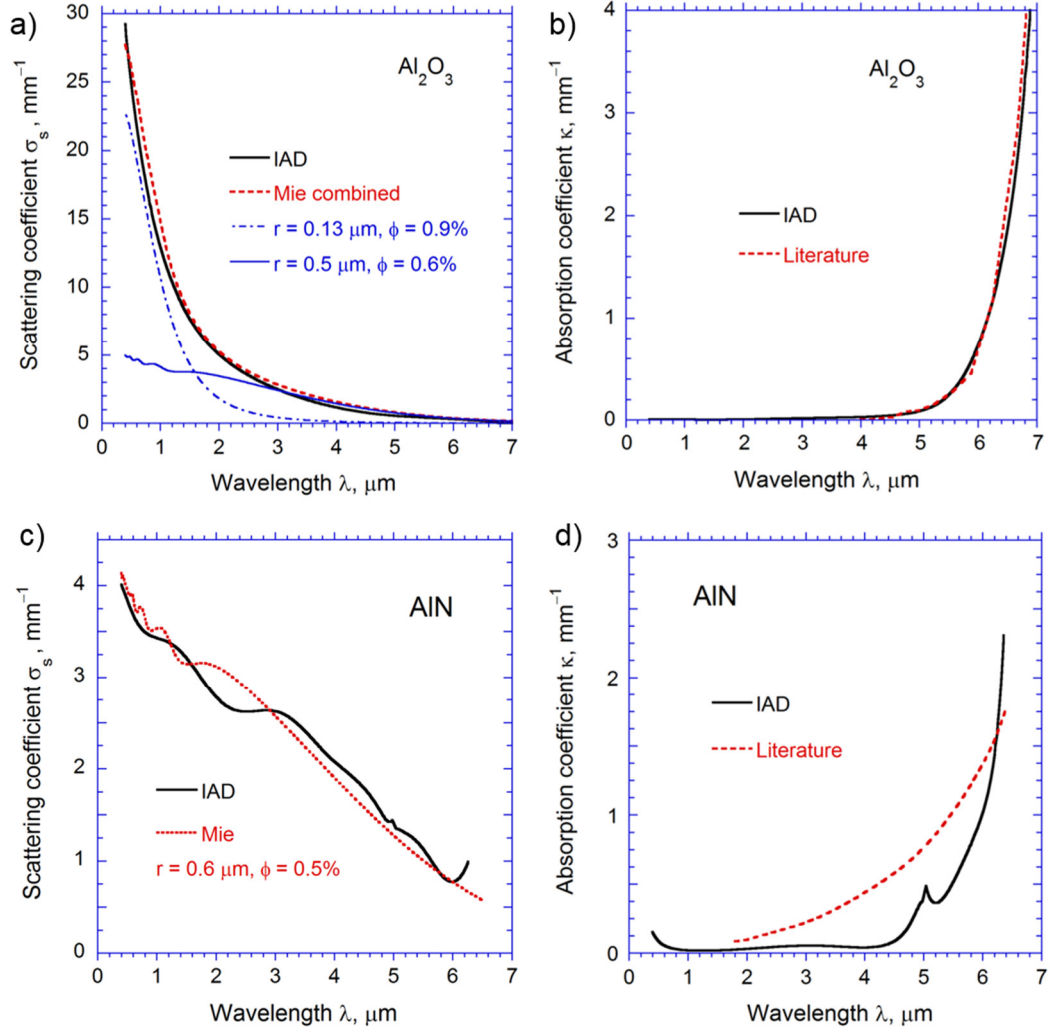 a)
Scattering coefficient σs , mm⁻¹
30
25
20
15
10
5
0
Al2O3
IAD
Mie combined
r = 0.13 μm, ϕ = 0.9%
r = 0.5 μm, ϕ = 0.6%
0 1 2 3 4 5 6 7
Wavelength λ, μm
b)
Absorption coefficient κ, mm⁻¹
4
3
2
1
0
Al2O3
IAD
Literature
0 1 2 3 4 5 6 7
Wavelength λ, μm
c)
Scattering coefficient σs , mm⁻¹
4
3
2
1
0
AlN
IAD
Mie
r = 0.6 μm, ϕ = 0.5%
0 1 2 3 4 5 6 7
Wavelength λ, μm
d)
Absorption coefficient κ, mm⁻¹
3
2
1
0
AlN
IAD
Literature
0 1 2 3 4 5 6 7
Wavelength λ, μm